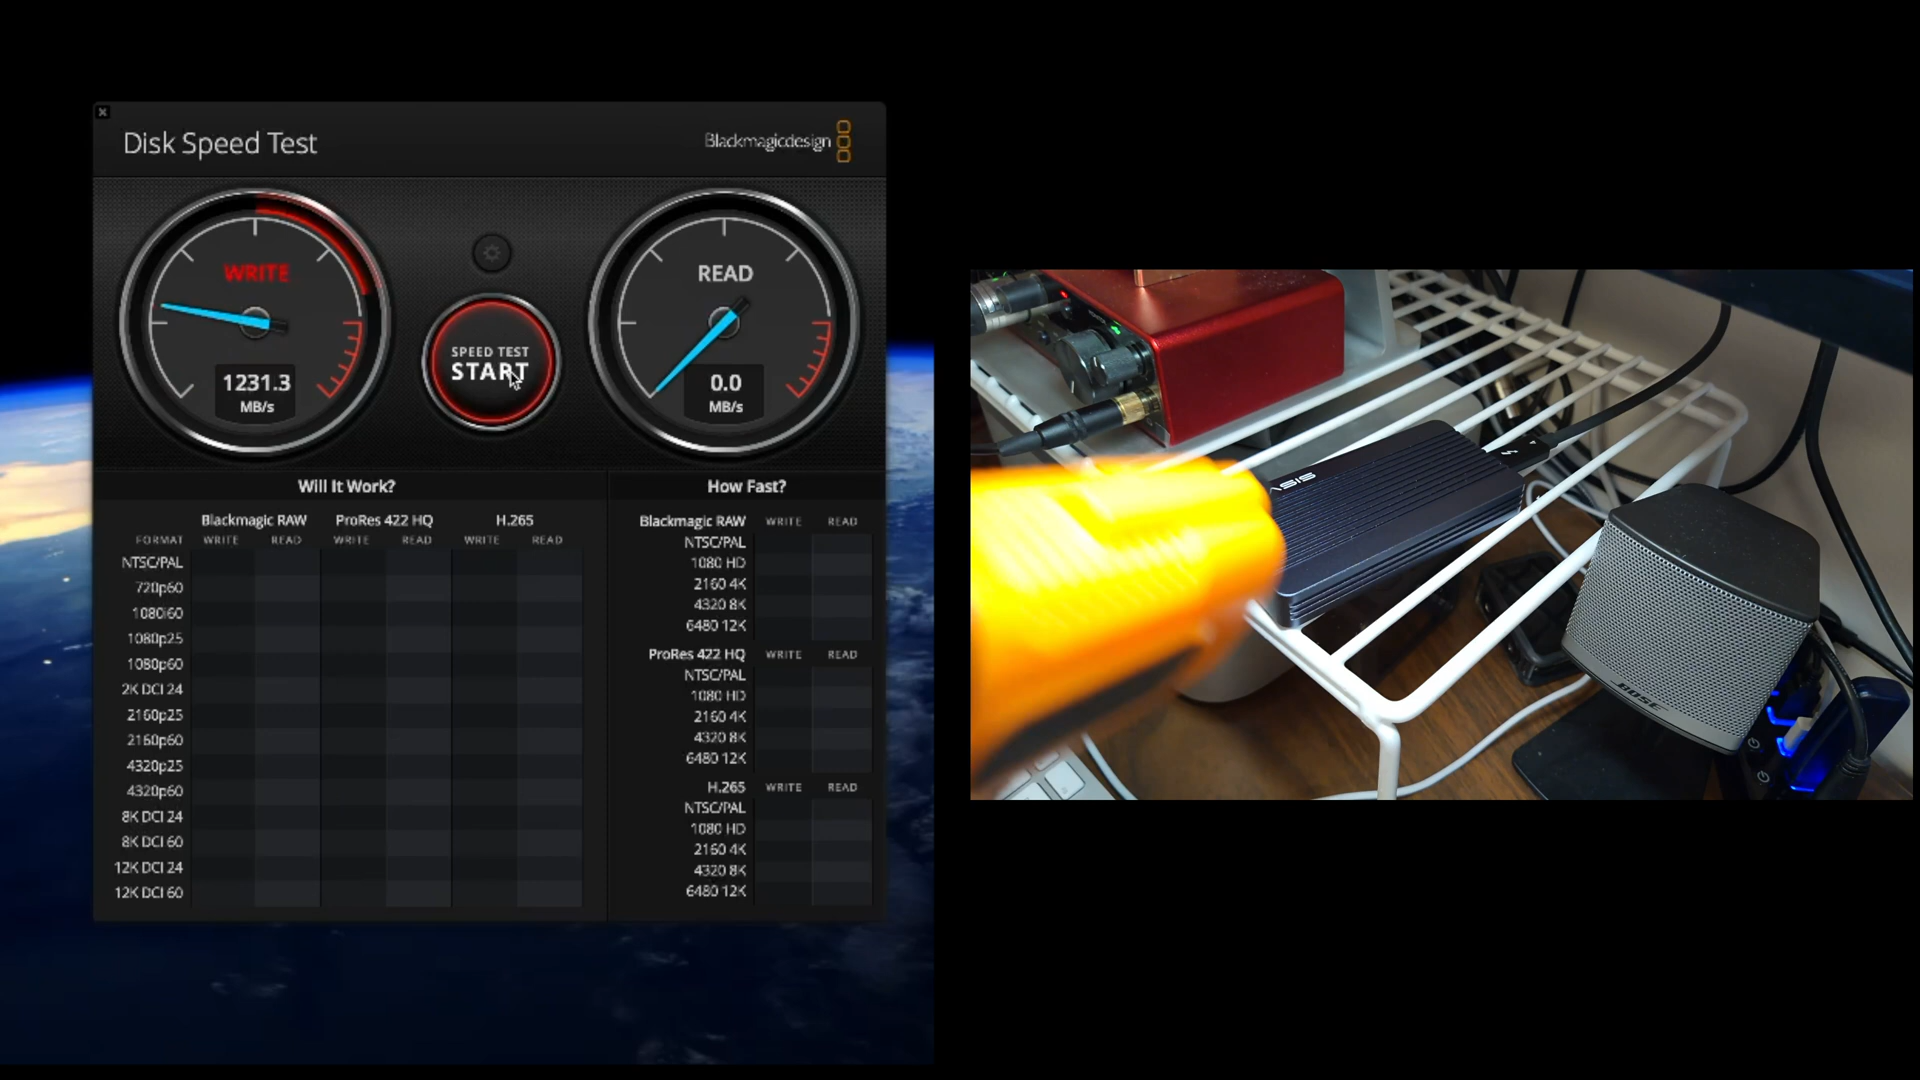 Disk Speed Test
Blackmagicdesign
WRITE
1231.3
MB/s
SPEED TEST
START
READ
0.0
MB/s
Will It Work?
Blackmagic RAW ProRes 422 HQ H.265
FORMAT WRITE READ WRITE READ WRITE READ
NTSC/PAL
720p60
1080i60
1080p25
1080p60
2K DCI 24
2160p25
2160p60
4320p25
4320p60
8K DCI 24
8K DCI 60
12K DCI 24
12K DCI 60
How Fast?
Blackmagic RAW WRITE READ
NTSC/PAL
1080 HD
2160 4K
4320 8K
6480 12K
ProRes 422 HQ WRITE READ
NTSC/PAL
1080 HD
2160 4K
4320 8K
6480 12K
H.265 WRITE READ
NTSC/PAL
1080 HD
2160 4K
4320 8K
6480 12K
BOSE